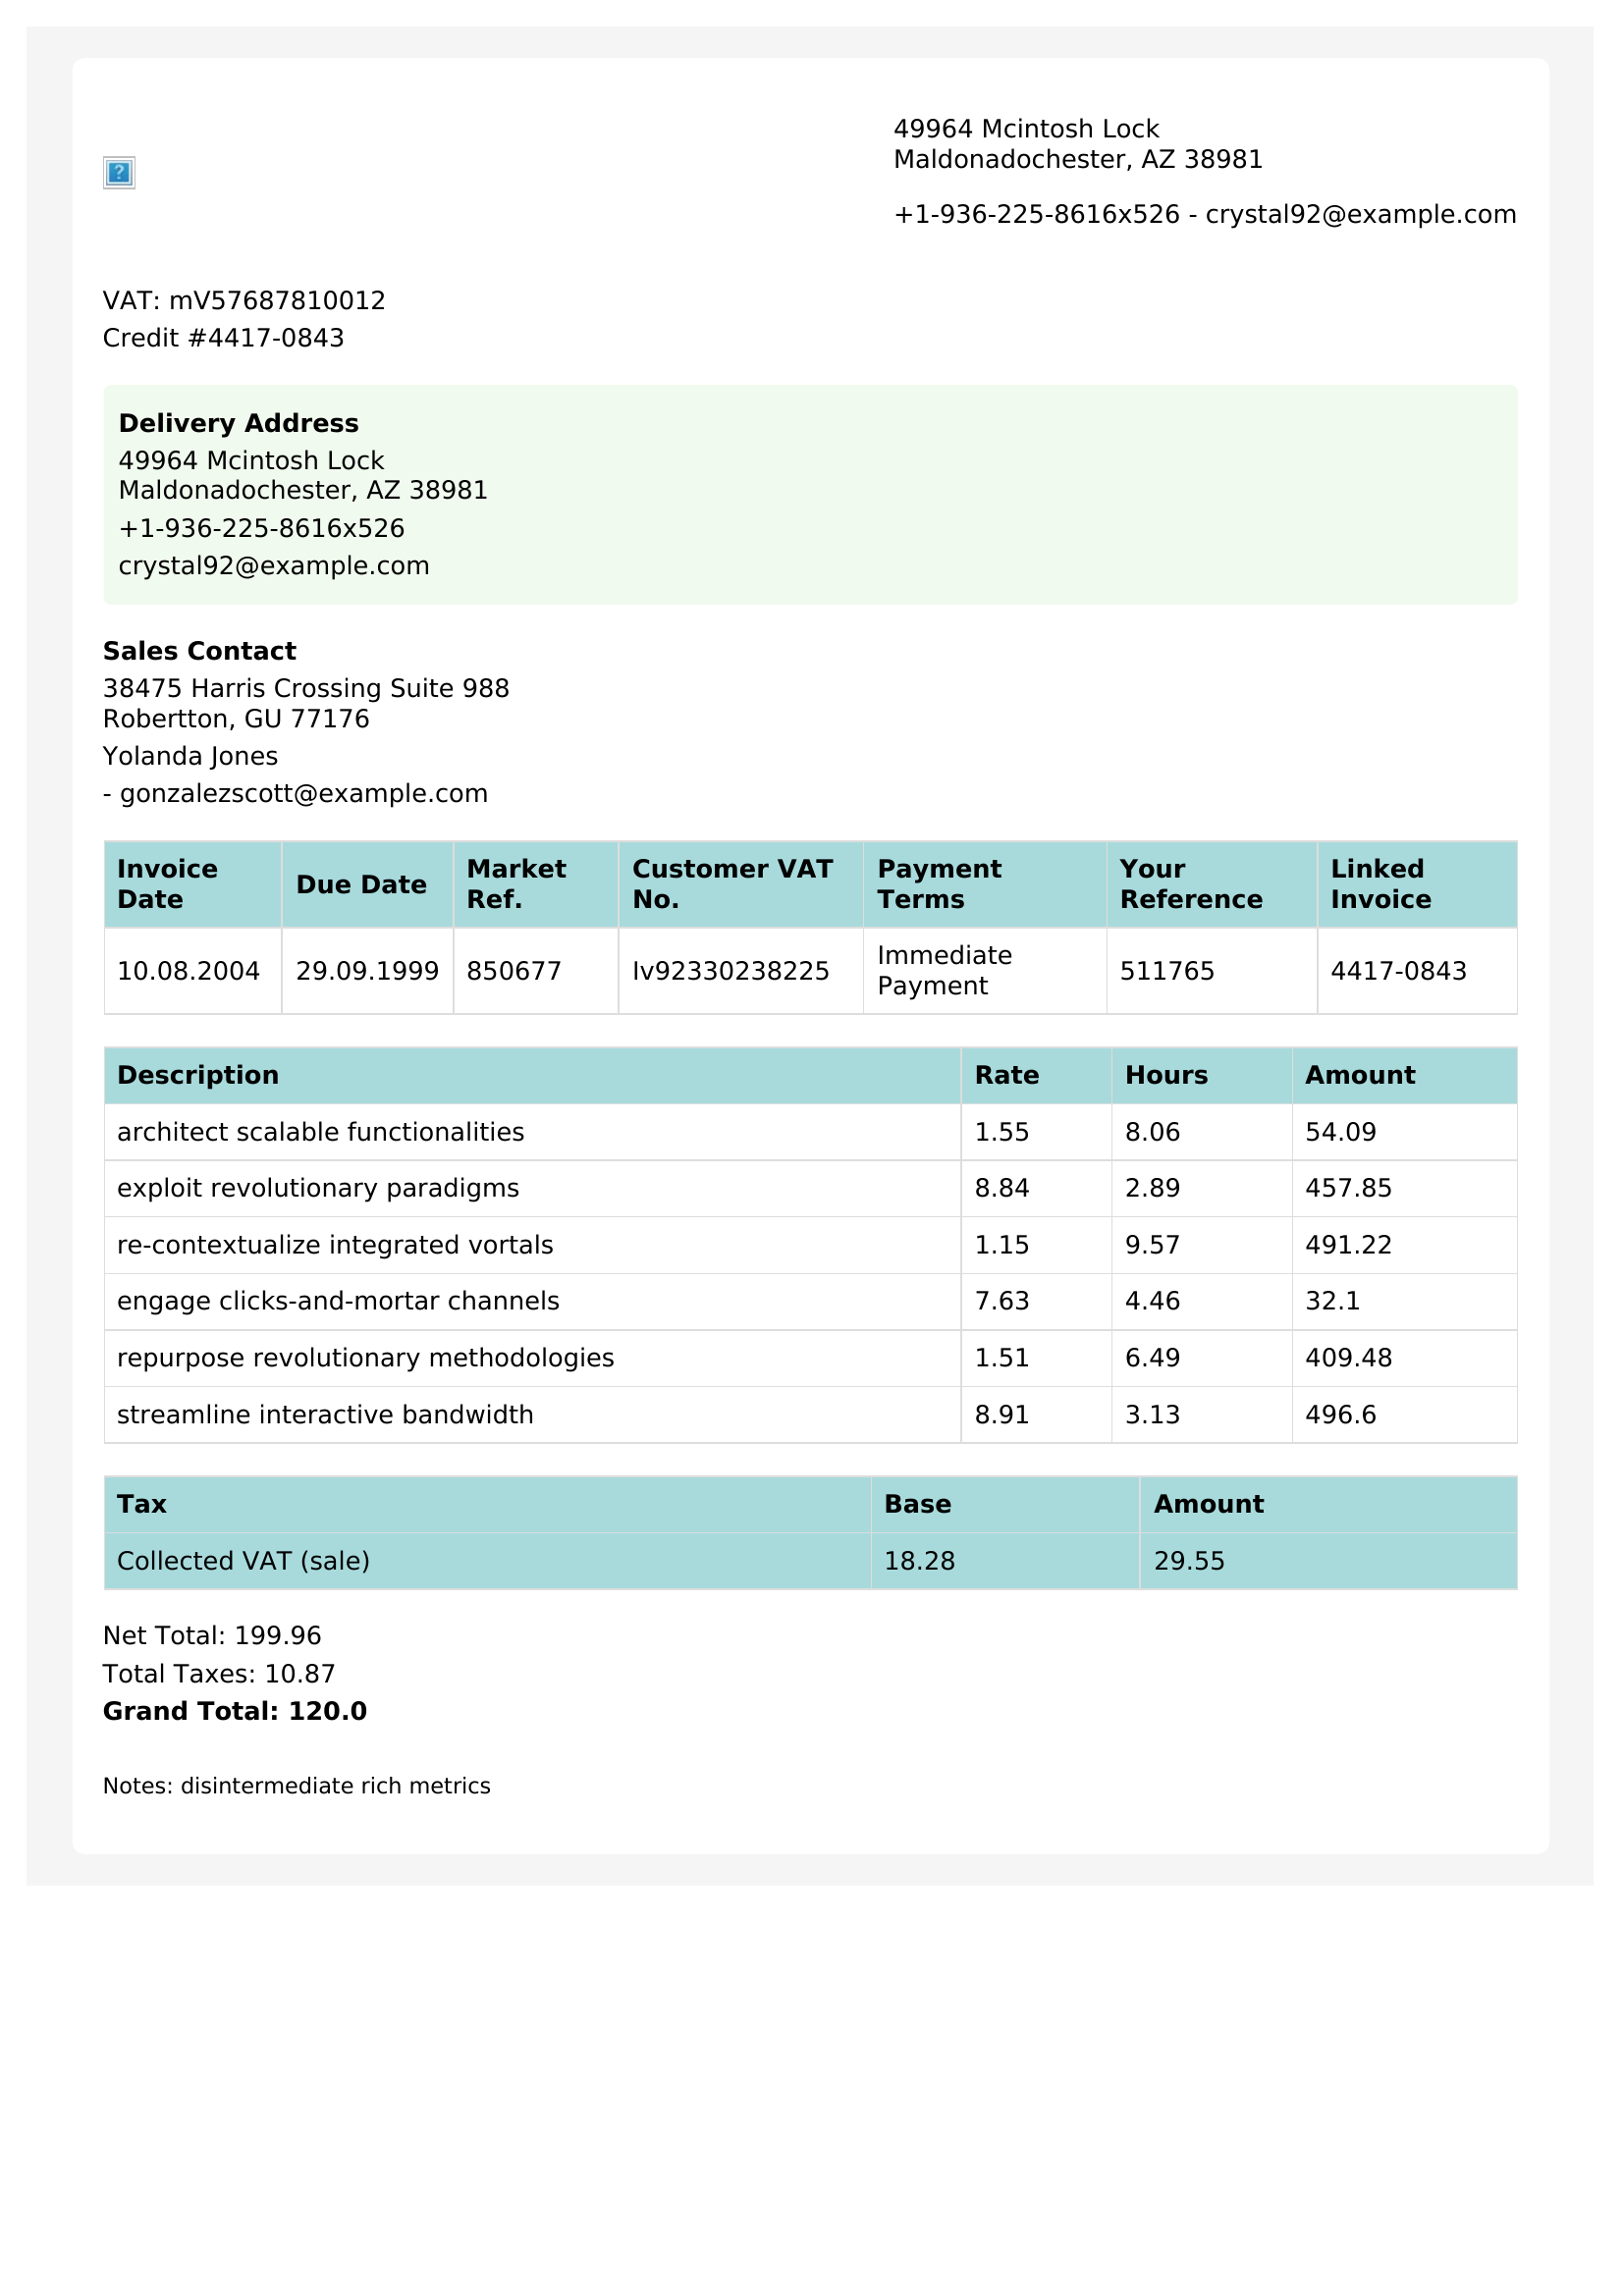 49964 Mcintosh Lock
Maldonadochester, AZ 38981
+1-936-225-8616x526 - crystal92@example.com
VAT: mV57687810012
Credit #4417-0843
Delivery Address
49964 Mcintosh Lock
Maldonadochester, AZ 38981
+1-936-225-8616x526
crystal92@example.com
Sales Contact
38475 Harris Crossing Suite 988
Robertton, GU 77176
Yolanda Jones
- gonzalezscott@example.com
Invoice Date Due Date Market Ref. Customer VAT No. Payment Terms Your Reference Linked Invoice
10.08.2004 29.09.1999 850677 Iv92330238225 Immediate Payment 511765 4417-0843
Description Rate Hours Amount
architect scalable functionalities 1.55 8.06 54.09
exploit revolutionary paradigms 8.84 2.89 457.85
re-contextualize integrated vortals 1.15 9.57 491.22
engage clicks-and-mortar channels 7.63 4.46 32.1
repurpose revolutionary methodologies 1.51 6.49 409.48
streamline interactive bandwidth 8.91 3.13 496.6
Tax Base Amount
Collected VAT (sale) 18.28 29.55
Net Total: 199.96
Total Taxes: 10.87
Grand Total: 120.0
Notes: disintermediate rich metrics